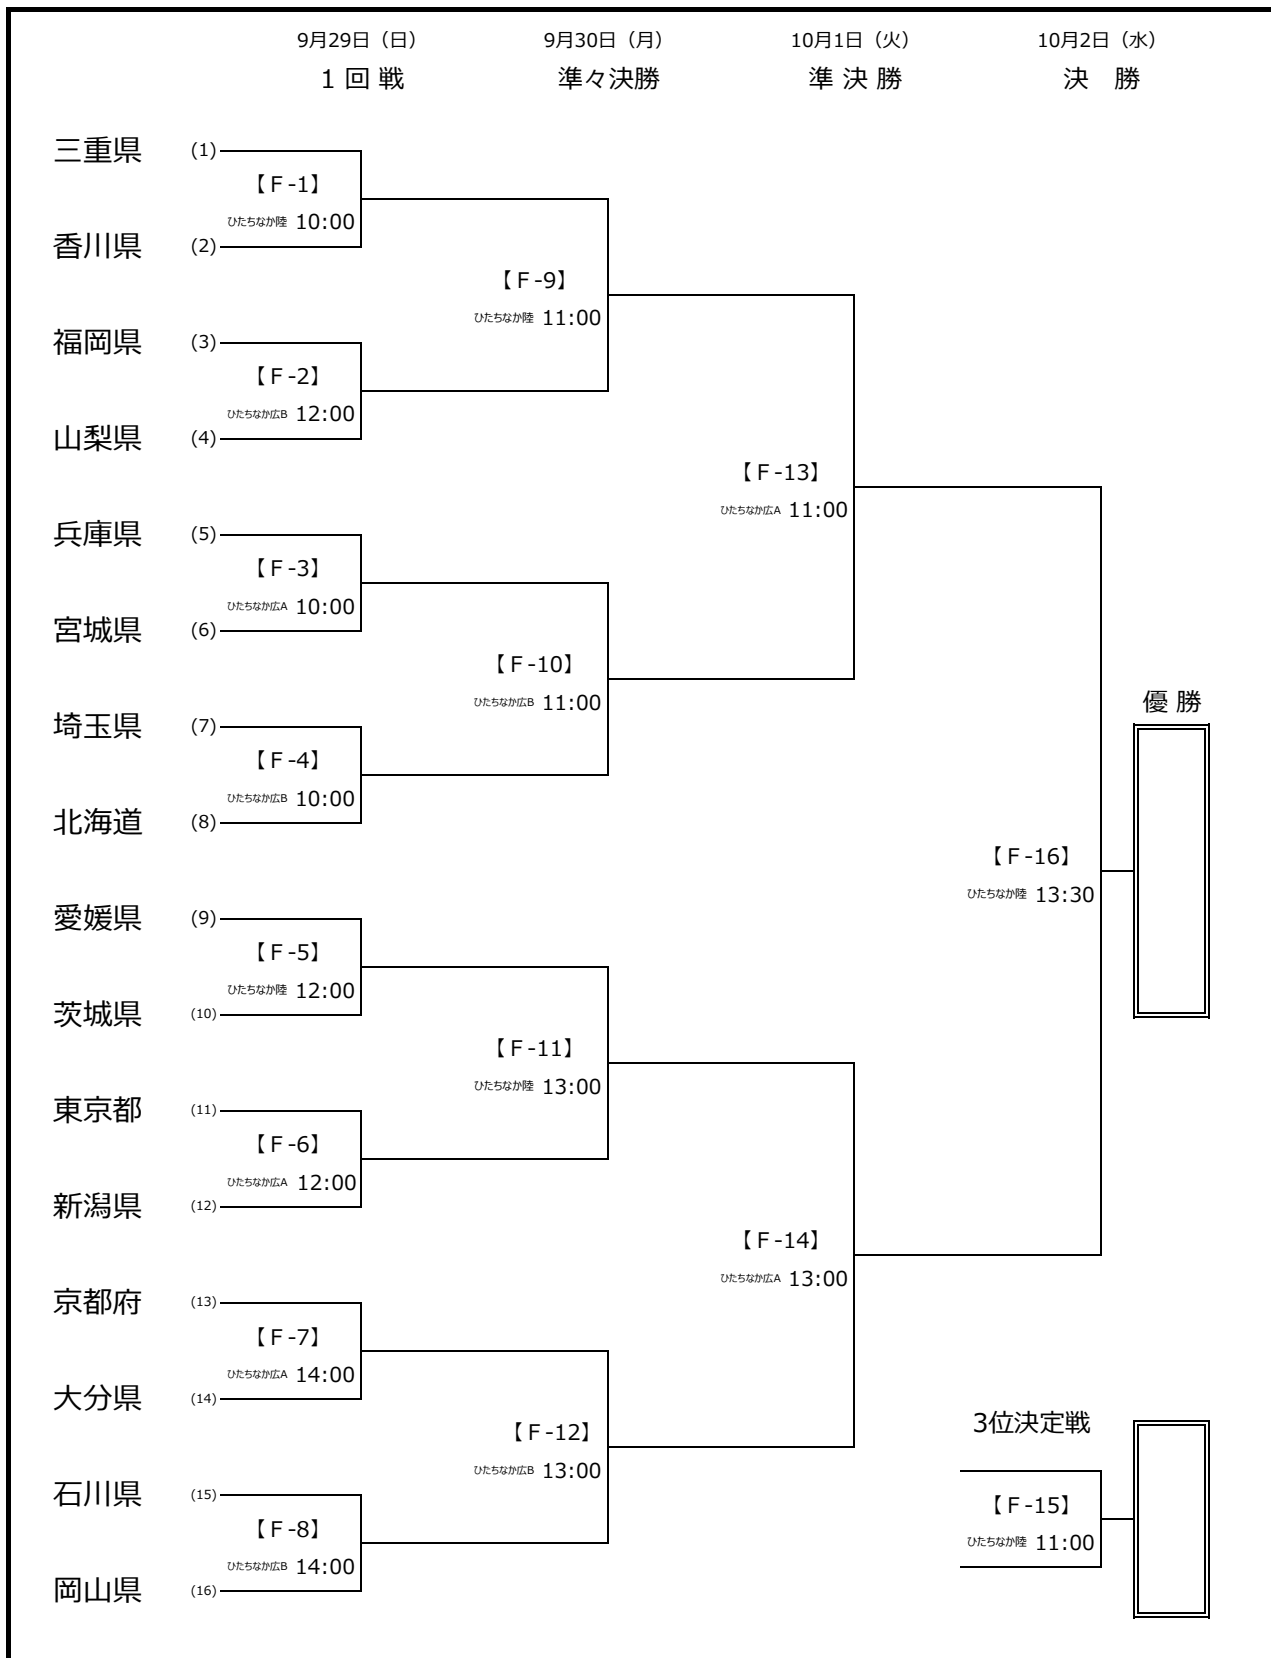 9月29日（日） 9月30日（月） 10月1日（火） 10月2日（水）
1 回 戦 準々決勝 準 決 勝 決 勝
三重県 (1)
【Ｆ-1】
ひたちなか陸 10:00
香川県 (2)
【Ｆ-9】
ひたちなか陸 11:00
福岡県 (3)
【Ｆ-2】
ひたちなか広B 12:00
山梨県 (4)
【Ｆ-13】
ひたちなか広A 11:00
兵庫県 (5)
【Ｆ-3】
ひたちなか広A 10:00
宮城県 (6)
【Ｆ-10】
ひたちなか広B 11:00
優 勝
埼玉県 (7)
【Ｆ-4】
ひたちなか広B 10:00
北海道 (8)
【Ｆ-16】
ひたちなか陸 13:30
愛媛県 (9)
【Ｆ-5】
ひたちなか陸 12:00
茨城県 (10)
【Ｆ-11】
ひたちなか陸 13:00
東京都 (11)
【Ｆ-6】
ひたちなか広A 12:00
新潟県 (12)
【Ｆ-14】
ひたちなか広A 13:00
京都府 (13)
【Ｆ-7】
ひたちなか広A 14:00
大分県 (14)
3位決定戦
【Ｆ-12】
ひたちなか広B 13:00
石川県 (15)
【Ｆ-15】
ひたちなか陸 11:00
【Ｆ-8】
ひたちなか広B 14:00
岡山県 (16)